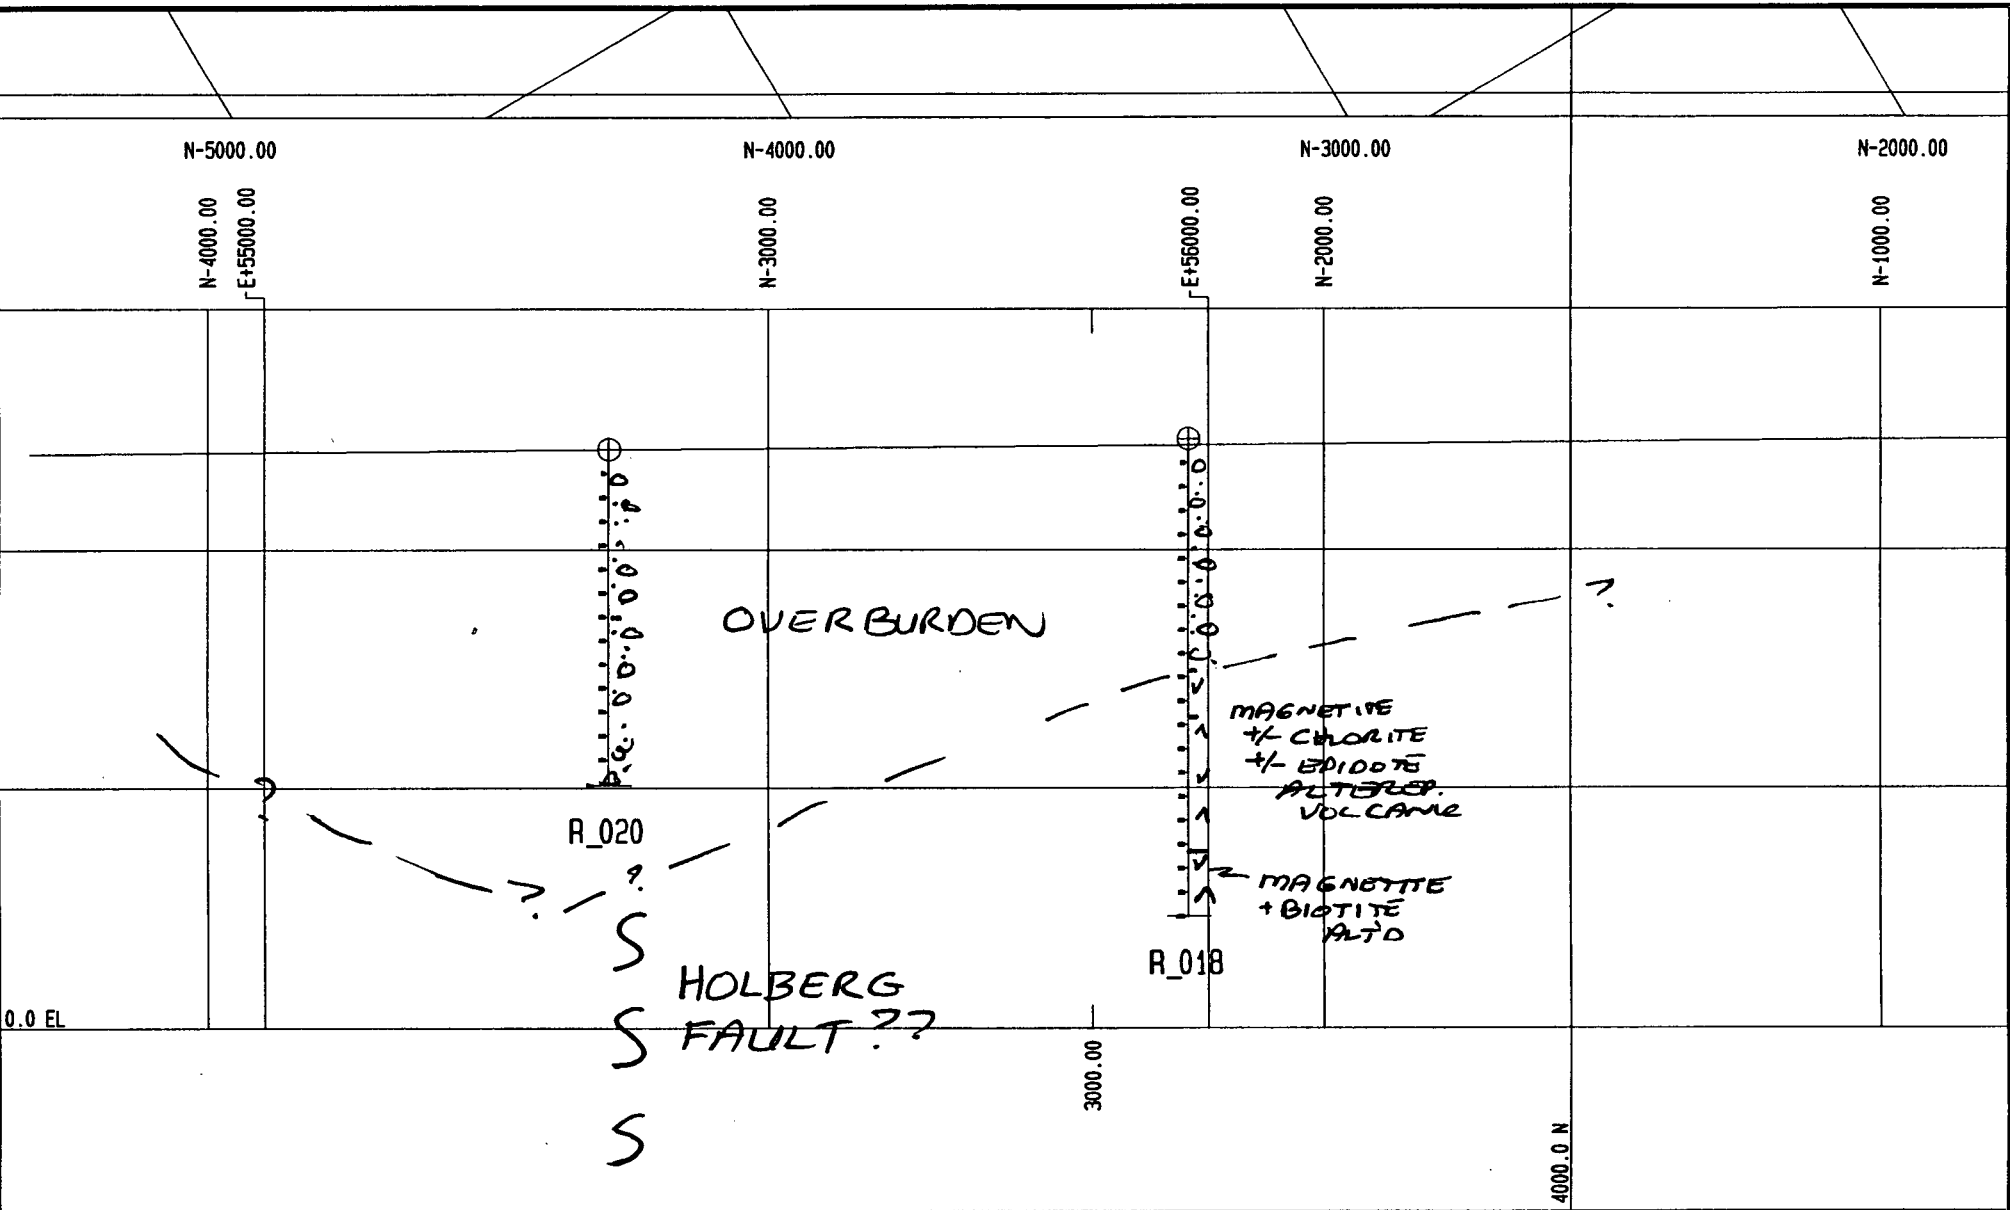 N-5000.00
N-4000.00
N-3000.00
N-2000.00
N-4000.00
E+55000.00
N-3000.00
E+56000.00
N-2000.00
N-1000.00
OVERBURDEN
MAGNETITE
+/- CHLORITE
+/- EPIDOTE
ALTERED.
VOLCANIC
R_020
?
?
?
?
MAGNETITE
+ BIOTITE
ALT'D
R_018
HOLBERG
FAULT ??
0.0 EL
3000.00
4000.0 N